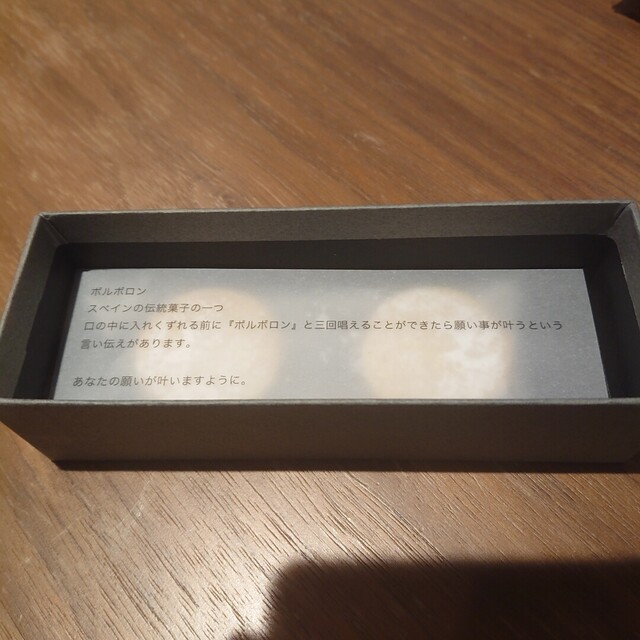 ポルボロン
スペインの伝統菓子の一つ
口の中に入れくずれる前に『ポルボロン』と三回唱えることができたら願い事が叶うという
言い伝えがあります。
あなたの願いが叶いますように。